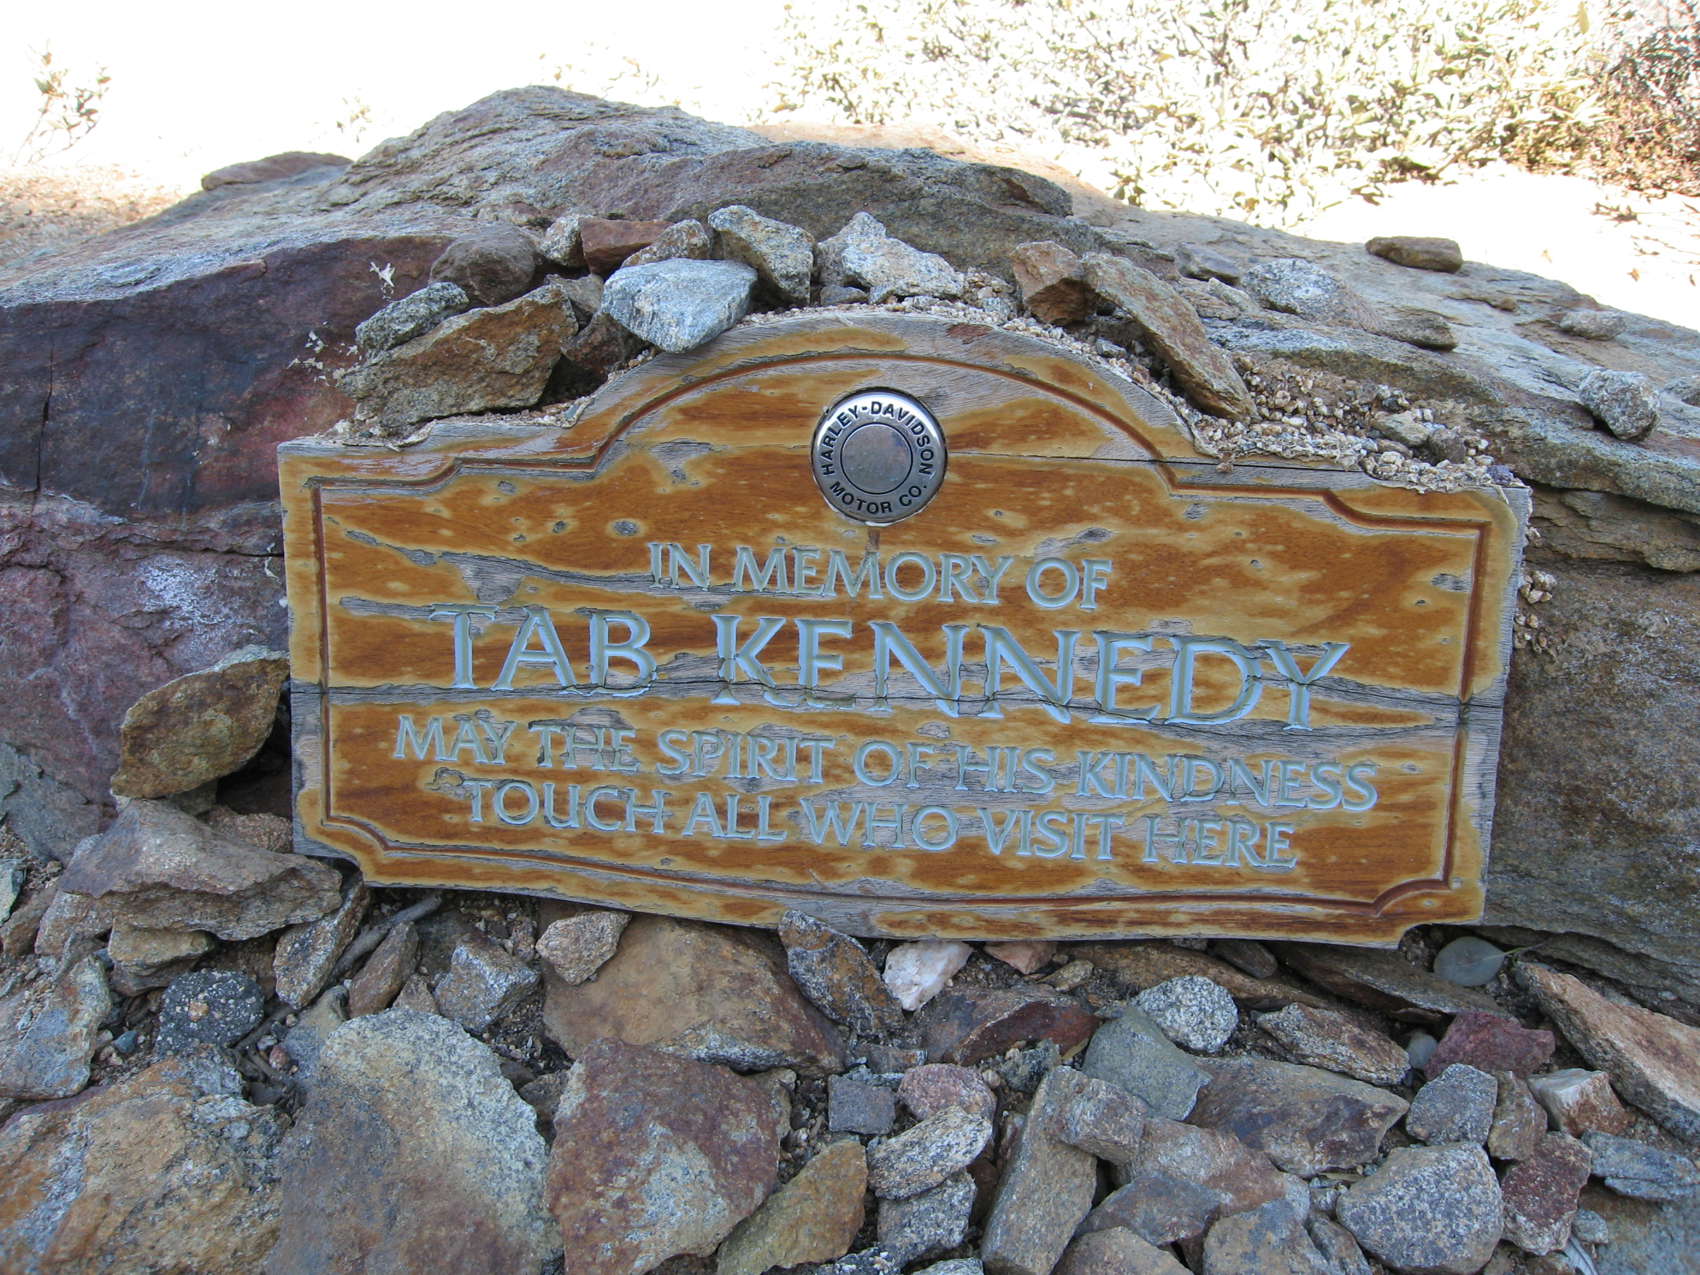 HARLEY-DAVIDSON
MOTOR CO.
IN MEMORY OF
TAB KENNEDY
MAY THE SPIRIT OF HIS KINDNESS
TOUCH ALL WHO VISIT HERE